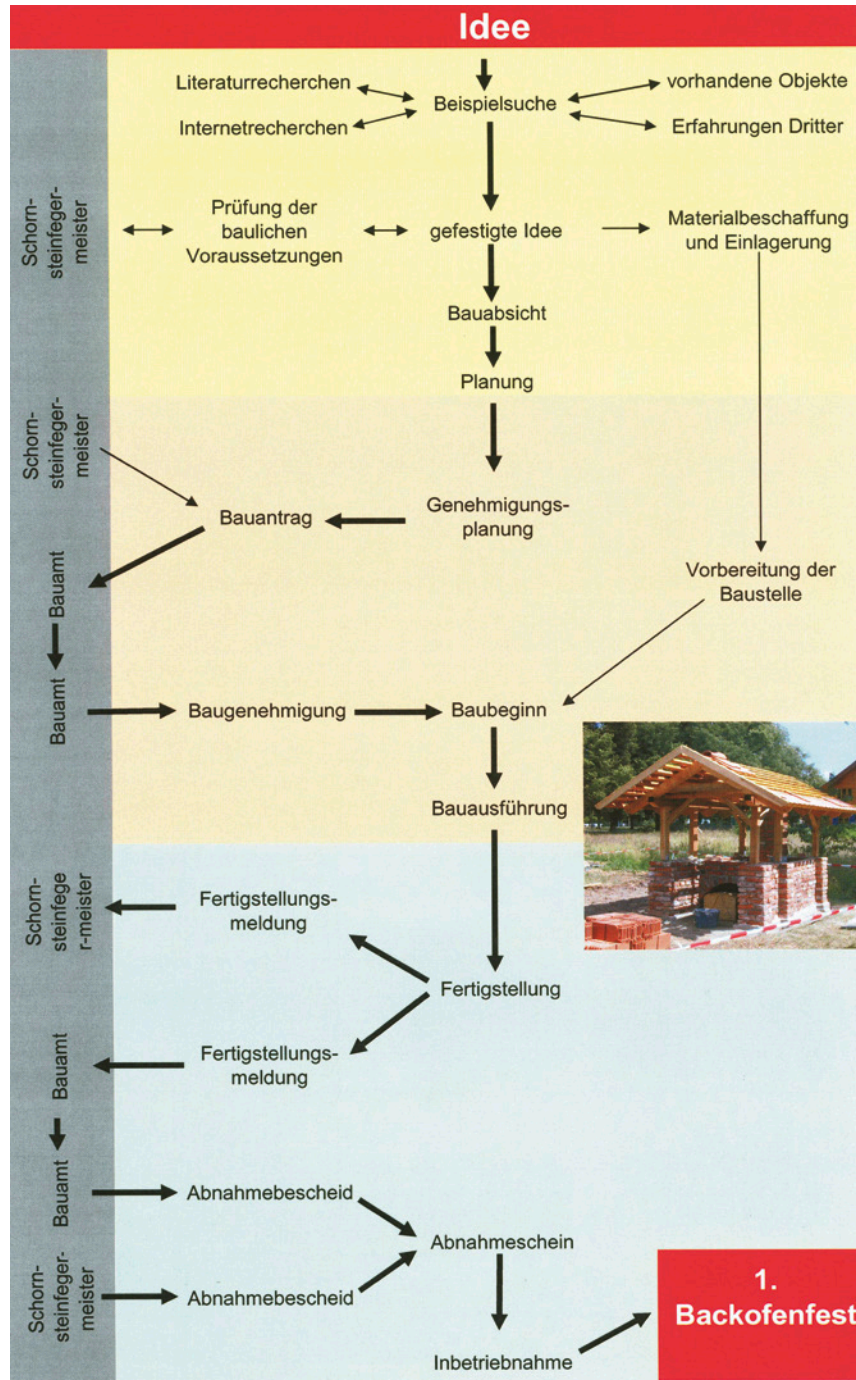 Idee
Literaturrecherchen
vorhandene Objekte
Beispielsuche
Internetrecherchen
Erfahrungen Dritter
Schorn-
steinfeger-
meister
Prüfung der
baulichen
Voraussetzungen
gefestigte Idee
Materialbeschaffung
und Einlagerung
Bauabsicht
Planung
Schorn-
steinfeger-
meister
Bauantrag
Genehmigungs-
planung
Bauamt
Vorbereitung der
Baustelle
Bauamt
Baugenehmigung
Baubeginn
Bauausführung
Schorn-
steinfege
r-meister
Fertigstellungs-
meldung
Fertigstellung
Bauamt
Fertigstellungs-
meldung
Bauamt
Abnahmebescheid
Abnahmeschein
Schorn-
steinfeger-
meister
Abnahmebescheid
1.
Backofenfest
Inbetriebnahme